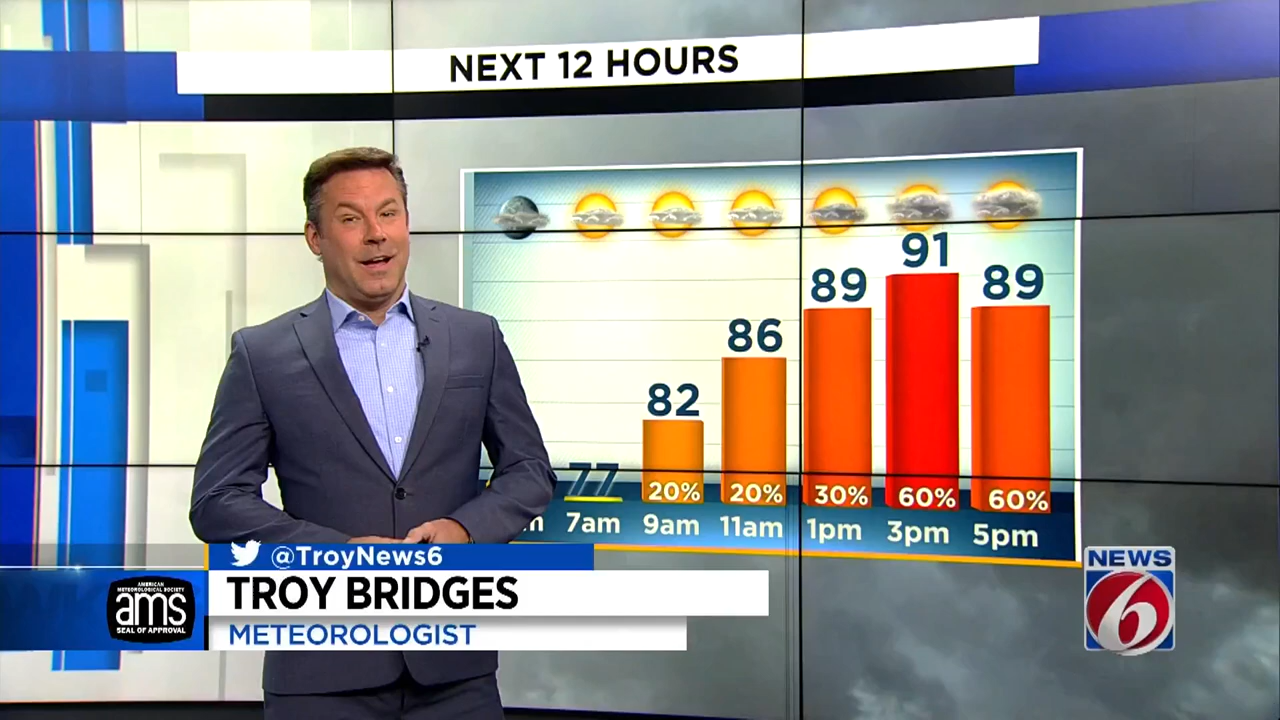 NEXT 12 HOURS
91
89
89
86
82
77
20%
20%
30%
60%
60%
7am
9am
11am
1pm
3pm
5pm
@TroyNews6
TROY BRIDGES
METEOROLOGIST
AMERICAN METEOROLOGICAL SOCIETY
ams
SEAL OF APPROVAL
NEWS
6